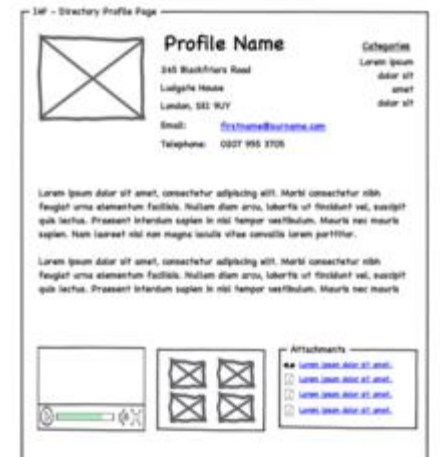 IHF - Directory Profile Page
Profile Name
Categories
Lorem ipsum
dolor sit
amet
dolor sit
245 Blackfriars Road
Ludgate House
London, SE1 9UY
Email: firstname@surname.com
Telephone: 0207 955 3705
Lorem ipsum dolor sit amet, consectetur adipiscing elit. Morbi consectetur nibh
feugiat urna elementum facilisis. Nullam diam arcu, lobortis ut tincidunt vel, suscipit
quis lectus. Praesent interdum sapien in nisl tempor vestibulum. Mauris nec mauris
sapien. Nam laoreet nisl non magna iaculis vitae convallis lorem porttitor.
Lorem ipsum dolor sit amet, consectetur adipiscing elit. Morbi consectetur nibh
feugiat urna elementum facilisis. Nullam diam arcu, lobortis ut tincidunt vel, suscipit
quis lectus. Praesent interdum sapien in nisl tempor vestibulum. Mauris nec mauris
Attachments
Lorem ipsum dolor sit amet.
Lorem ipsum dolor sit amet.
Lorem ipsum dolor sit amet.
Lorem ipsum dolor sit amet.